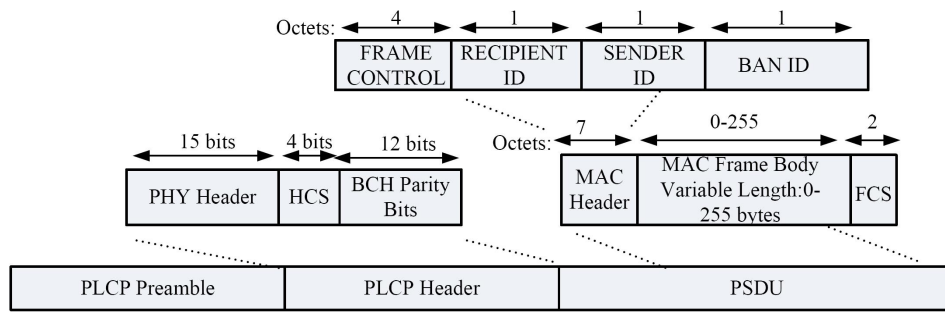 Octets: 4 1 1 1
FRAME CONTROL
RECIPIENT ID
SENDER ID
BAN ID
15 bits 4 bits 12 bits
Octets: 7 0-255 2
PHY Header
HCS
BCH Parity
Bits
MAC
Header
MAC Frame Body
Variable Length:0-
255 bytes
FCS
PLCP Preamble
PLCP Header
PSDU